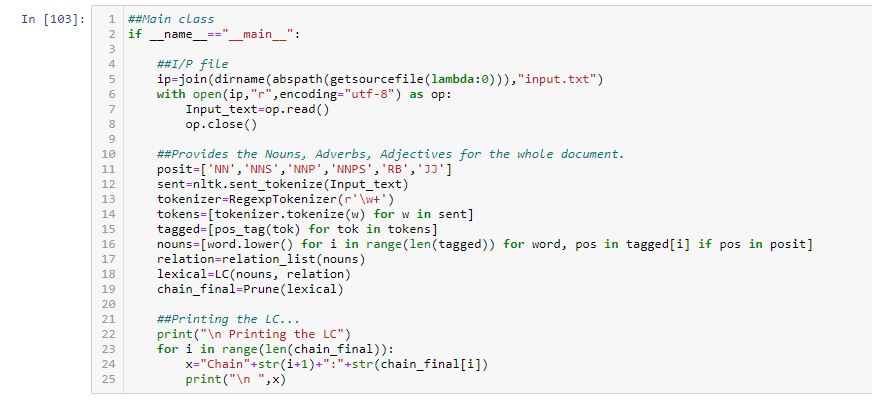 In [103]:
1 ##Main class
2 if __name__=="__main__":
3
4     ##I/P file
5     ip=join(dirname(abspath(getsourcefile(lambda:0))),"input.txt")
6     with open(ip,"r",encoding="utf-8") as op:
7         Input_text=op.read()
8         op.close()
9
10     ##Provides the Nouns, Adverbs, Adjectives for the whole document.
11     posit=['NN','NNS','NNP','NNPS','RB','JJ']
12     sent=nltk.sent_tokenize(Input_text)
13     tokenizer=RegexpTokenizer(r'\w+')
14     tokens=[tokenizer.tokenize(w) for w in sent]
15     tagged=[pos_tag(tok) for tok in tokens]
16     nouns=[word.lower() for i in range(len(tagged)) for word, pos in tagged[i] if pos in posit]
17     relation=relation_list(nouns)
18     lexical=LC(nouns, relation)
19     chain_final=Prune(lexical)
20
21     ##Printing the LC...
22     print("\n Printing the LC")
23     for i in range(len(chain_final)):
24         x="Chain"+str(i+1)+":"+str(chain_final[i])
25         print("\n ",x)